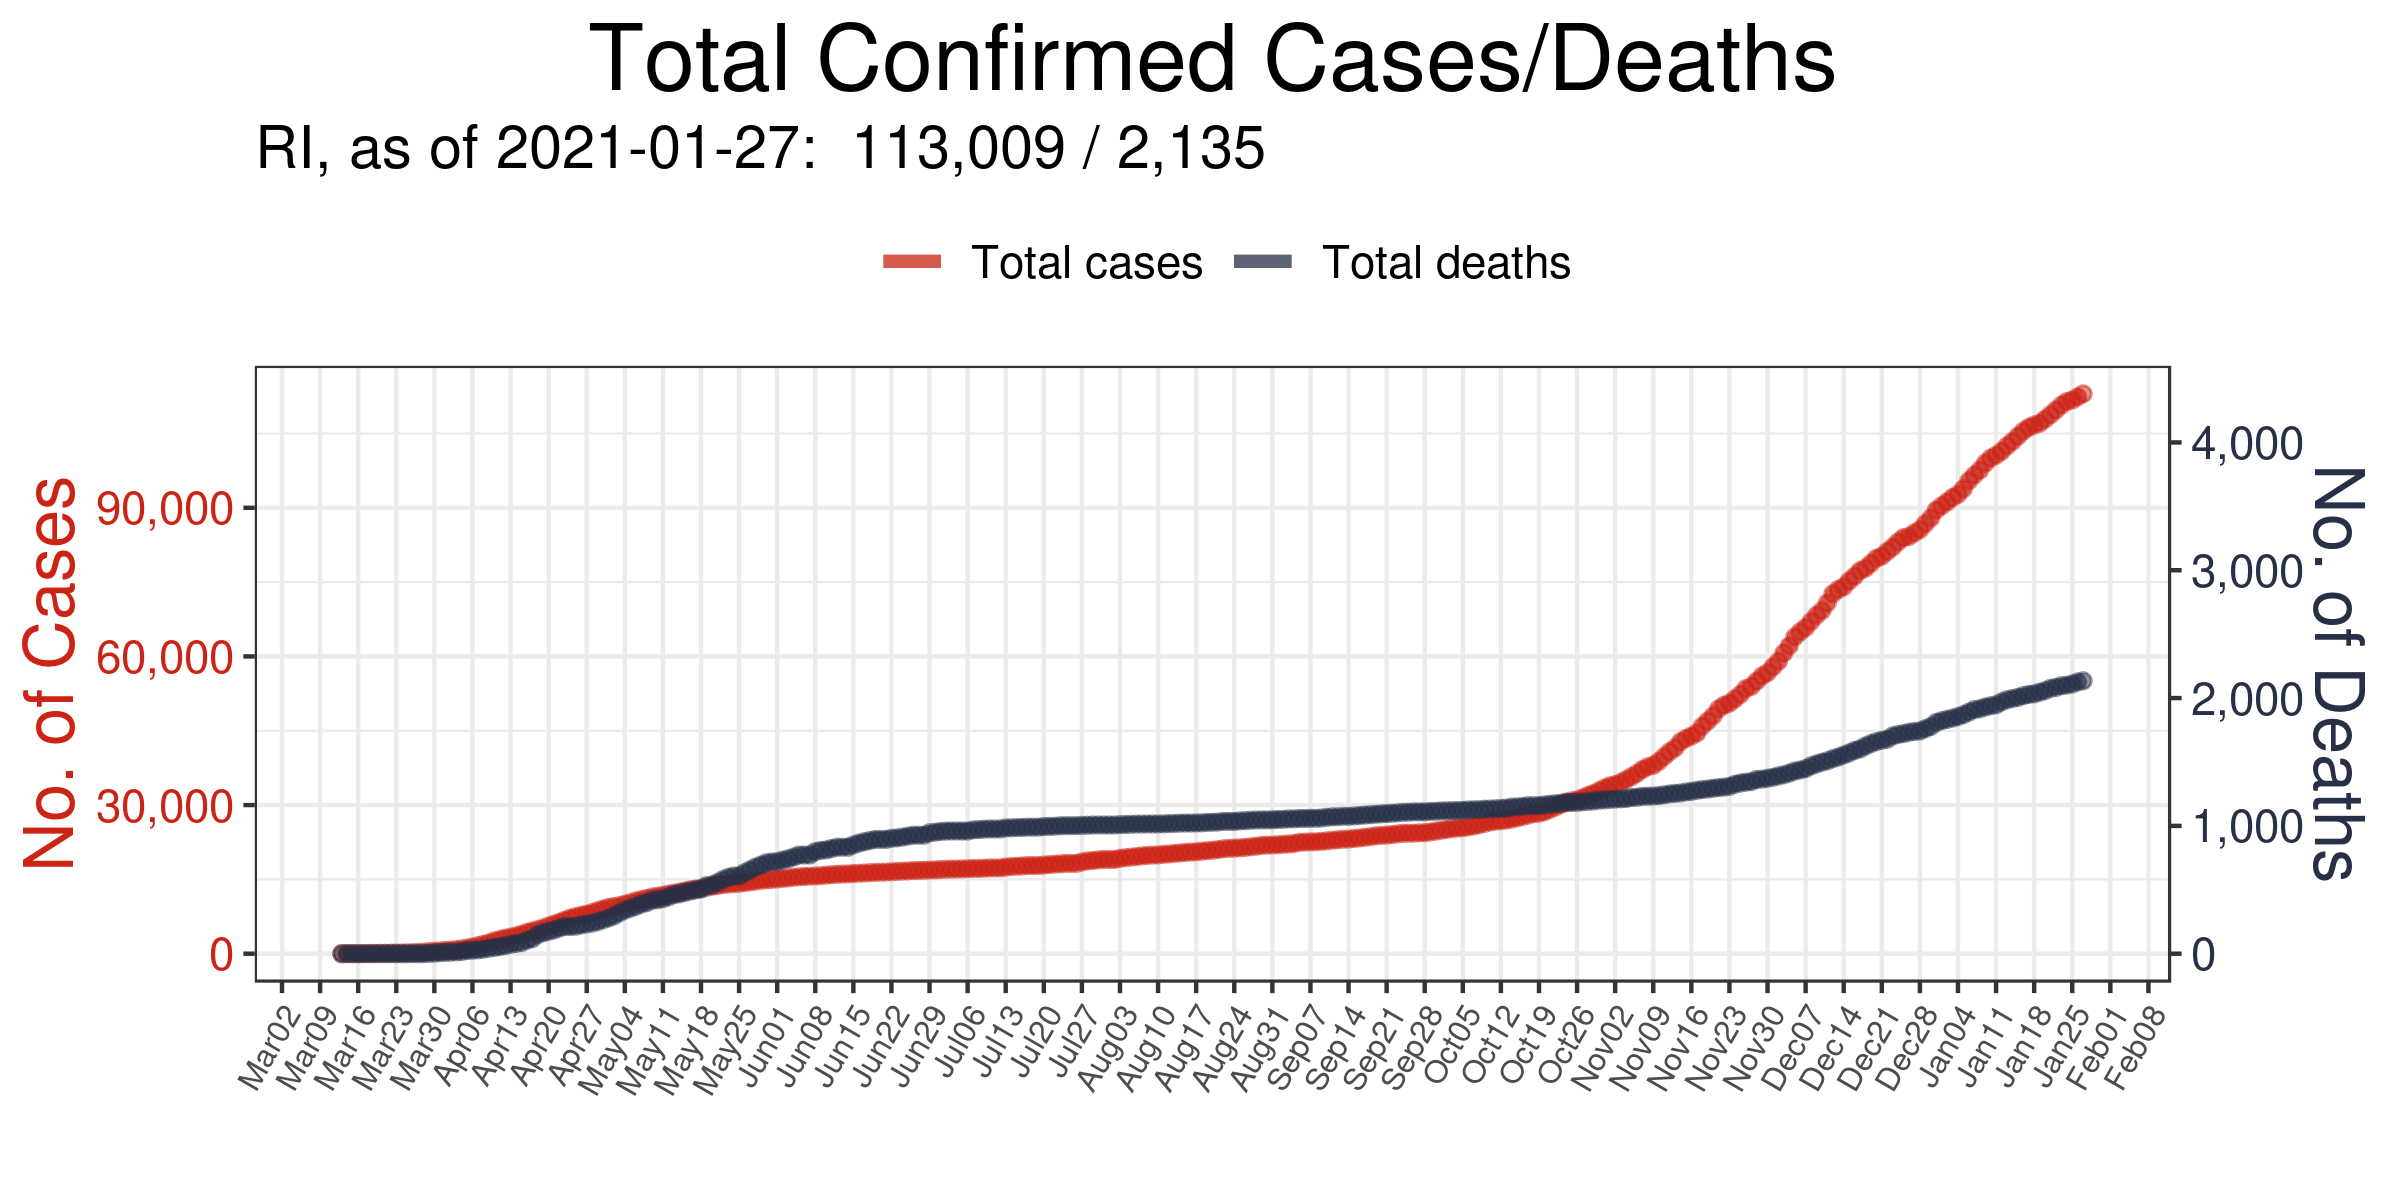 Total Confirmed Cases/Deaths
RI, as of 2021-01-27:  113,009 / 2,135
Total cases
Total deaths
No. of Cases
90,000
60,000
30,000
0
4,000
3,000
2,000
1,000
0
No. of Deaths
Mar02
Mar09
Mar16
Mar23
Mar30
Apr06
Apr13
Apr20
Apr27
May04
May11
May18
May25
Jun01
Jun08
Jun15
Jun22
Jun29
Jul06
Jul13
Jul20
Jul27
Aug03
Aug10
Aug17
Aug24
Aug31
Sep07
Sep14
Sep21
Sep28
Oct05
Oct12
Oct19
Oct26
Nov02
Nov09
Nov16
Nov23
Nov30
Dec07
Dec14
Dec21
Dec28
Jan04
Jan11
Jan18
Jan25
Feb01
Feb08